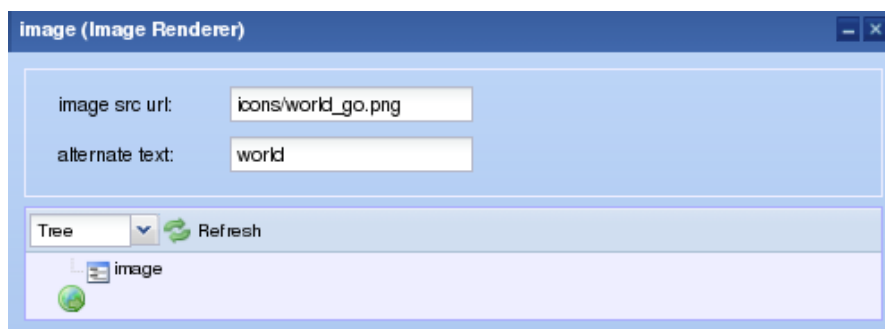 image (Image Renderer)
image src url: icons/world_go.png
alternate text: world
Tree Refresh
image